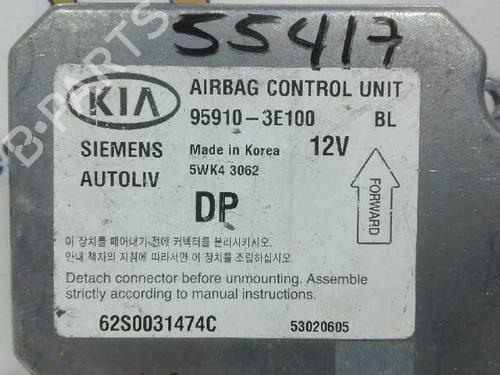 55417
KIA
AIRBAG CONTROL UNIT
95910-3E100 BL
SIEMENS Made in Korea 12V
AUTOLIV 5WK4 3062
DP
FORWARD
이 장치를 떼어내기 전에 커넥터를 분리시키시오.
안내 책자의 지침에 따라서만 이 장치를 조립하시오.
Detach connector before unmounting. Assemble
strictly according to manual instructions.
62S0031474C 53020605
B-PARTS